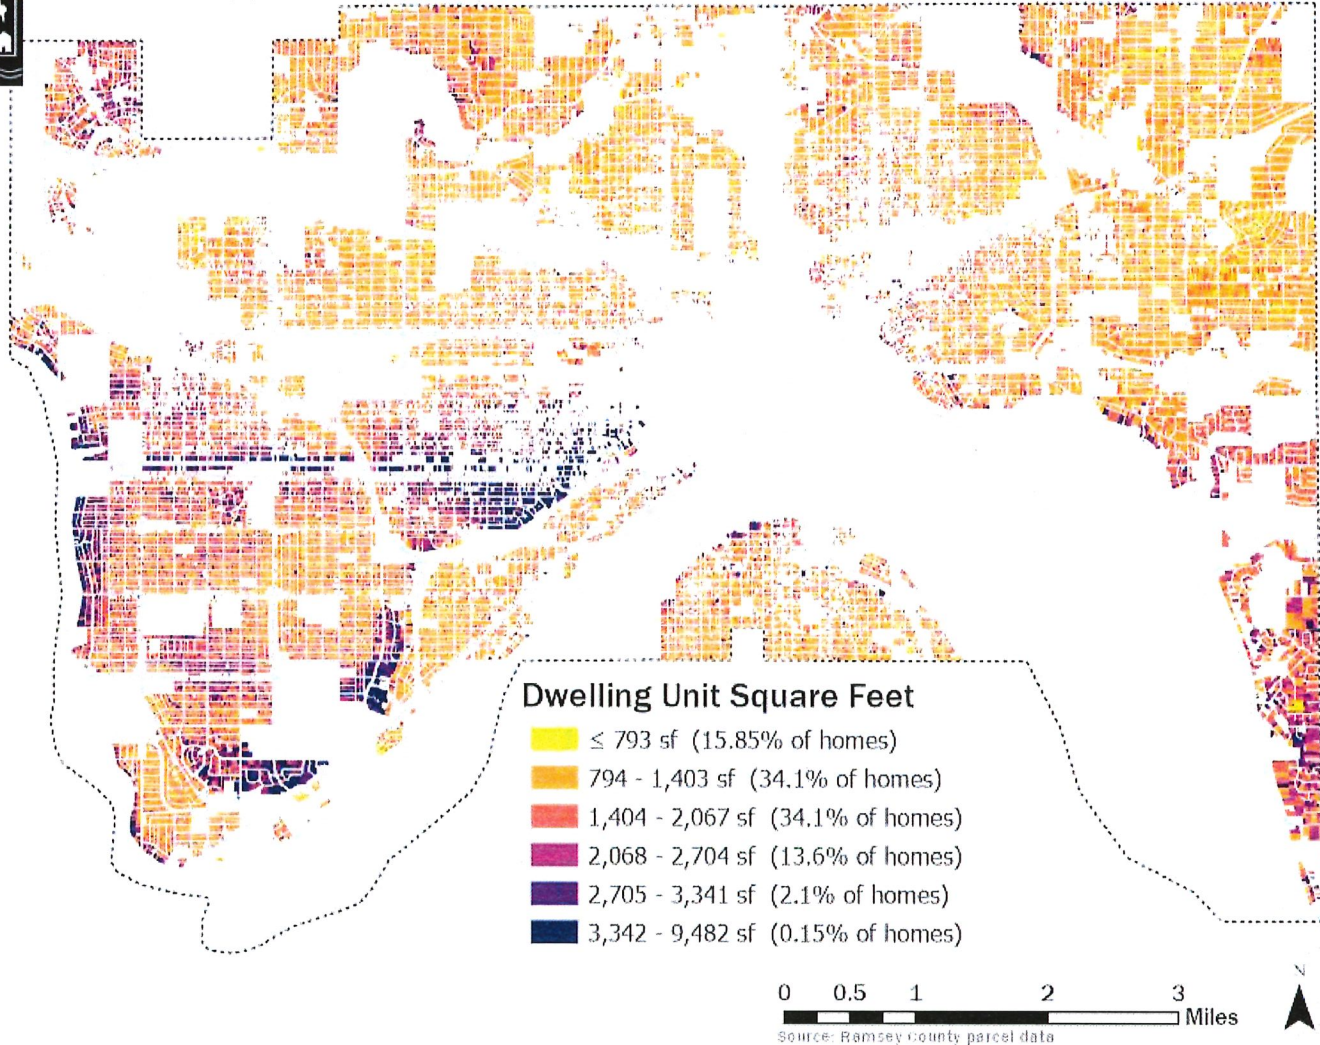 Dwelling Unit Square Feet
≤ 793 sf (15.85% of homes)
794 - 1,403 sf (34.1% of homes)
1,404 - 2,067 sf (34.1% of homes)
2,068 - 2,704 sf (13.6% of homes)
2,705 - 3,341 sf (2.1% of homes)
3,342 - 9,482 sf (0.15% of homes)
N
0 0.5 1 2 3
Miles
Source: Ramsey County parcel data